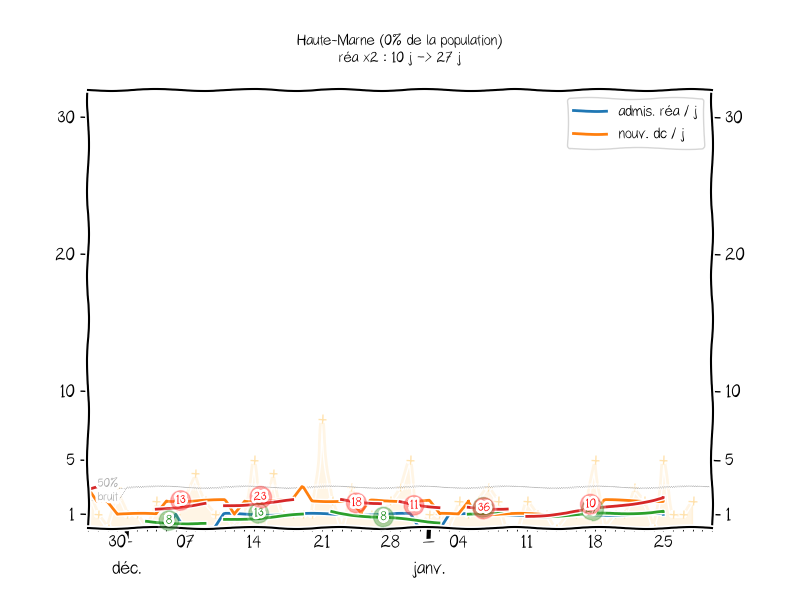 Haute-Marne (0% de la population)
réa x2 : 10 j -> 27 j
admis. réa / j
nouv. dc / j
30 30
20 20
10 10
5 5
1 1
50%
bruit
13 23 18 11 36 10
8 13 8
30 07 14 21 28 04 11 18 25
déc. janv.